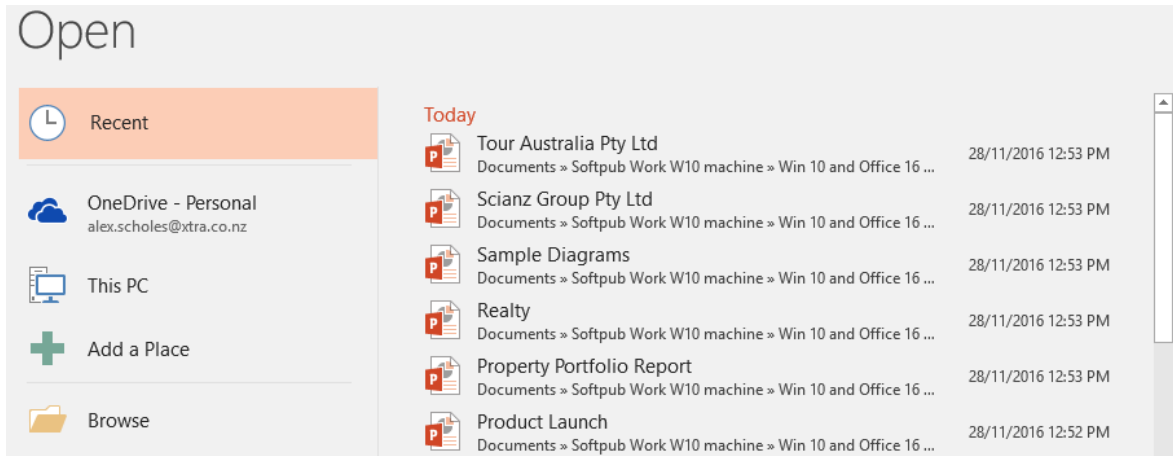 Open
Recent
OneDrive - Personal
alex.scholes@xtra.co.nz
This PC
Add a Place
Browse
Today
Tour Australia Pty Ltd
Documents » Softpub Work W10 machine » Win 10 and Office 16 ...
28/11/2016 12:53 PM
Scianz Group Pty Ltd
Documents » Softpub Work W10 machine » Win 10 and Office 16 ...
28/11/2016 12:53 PM
Sample Diagrams
Documents » Softpub Work W10 machine » Win 10 and Office 16 ...
28/11/2016 12:53 PM
Realty
Documents » Softpub Work W10 machine » Win 10 and Office 16 ...
28/11/2016 12:53 PM
Property Portfolio Report
Documents » Softpub Work W10 machine » Win 10 and Office 16 ...
28/11/2016 12:53 PM
Product Launch
Documents » Softpub Work W10 machine » Win 10 and Office 16 ...
28/11/2016 12:52 PM